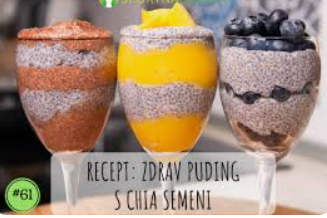 RECEPT: ZDRAV PUDING
S CHIA SEMENI
#61